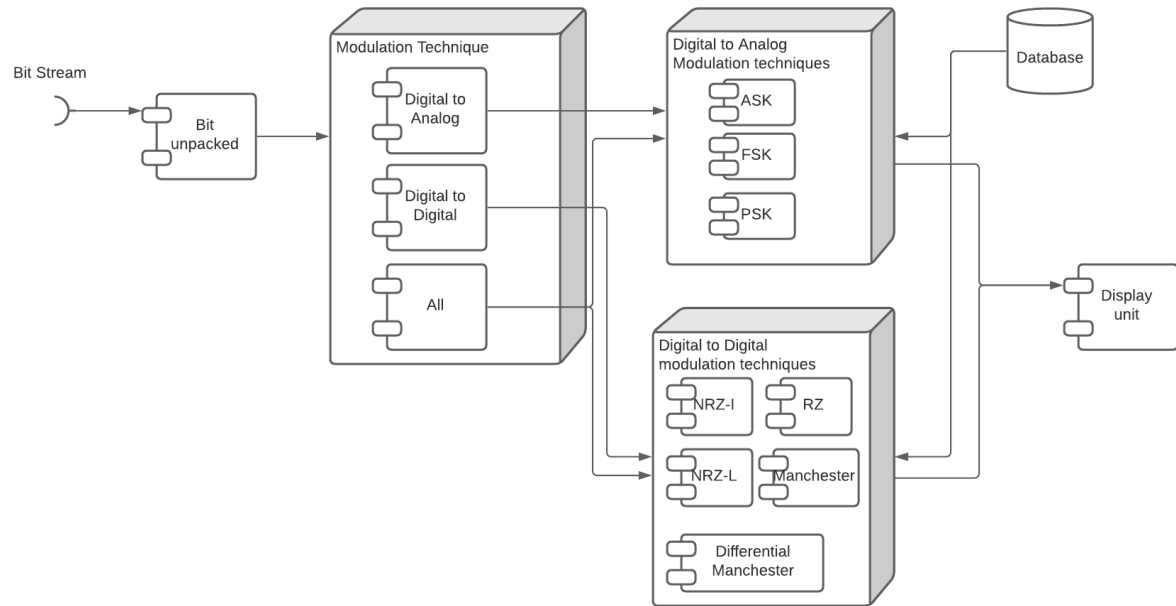 Bit Stream
Bit
unpacked
Modulation Technique
Digital to
Analog
Digital to
Digital
All
Digital to Analog
Modulation techniques
ASK
FSK
PSK
Database
Digital to Digital
modulation techniques
NRZ-I
RZ
NRZ-L
Manchester
Differential
Manchester
Display
unit